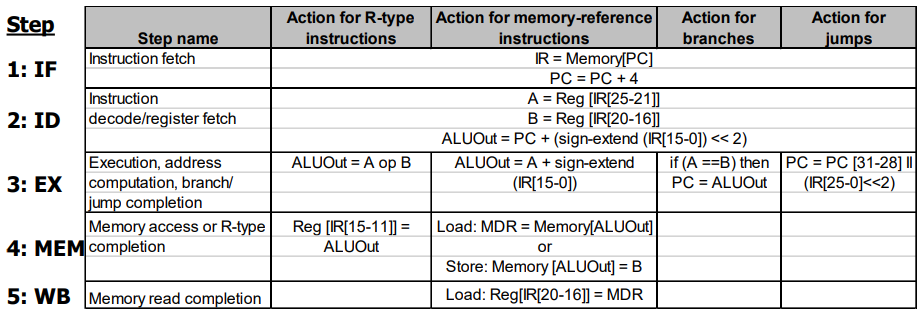 Step
Step name
Action for R-type instructions
Action for memory-reference instructions
Action for branches
Action for jumps
1: IF
Instruction fetch
IR = Memory[PC]
PC = PC + 4
2: ID
Instruction
decode/register fetch
A = Reg [IR[25-21]]
B = Reg [IR[20-16]]
ALUOut = PC + (sign-extend (IR[15-0]) << 2)
3: EX
Execution, address
computation, branch/
jump completion
ALUOut = A op B
ALUOut = A + sign-extend
(IR[15-0])
if (A ==B) then
PC = ALUOut
PC = PC [31-28] II
(IR[25-0]<<2)
4: MEM
Memory access or R-type
completion
Reg [IR[15-11]] =
ALUOut
Load: MDR = Memory[ALUOut]
or
Store: Memory [ALUOut] = B
5: WB
Memory read completion
Load: Reg[IR[20-16]] = MDR